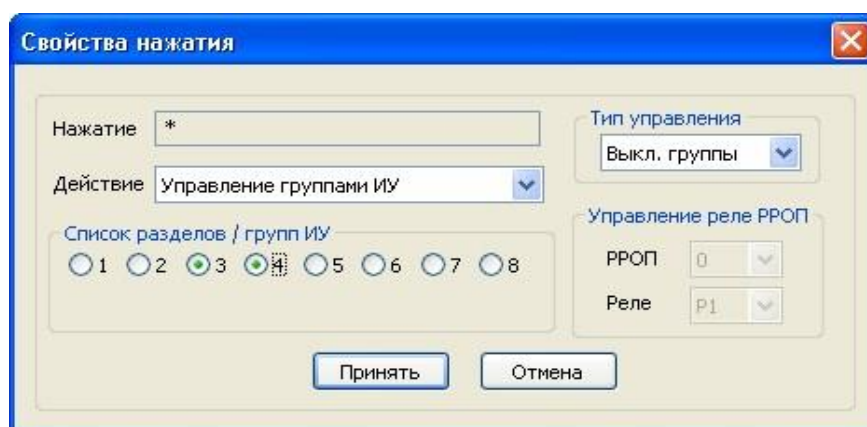 Свойства нажатия
Нажатие *
Тип управления
Выкл. группы
Действие Управление группами ИУ
Список разделов / групп ИУ
1 2 3 4 5 6 7 8
Управление реле РРОП
РРОП 0
Реле Р1
Принять Отмена